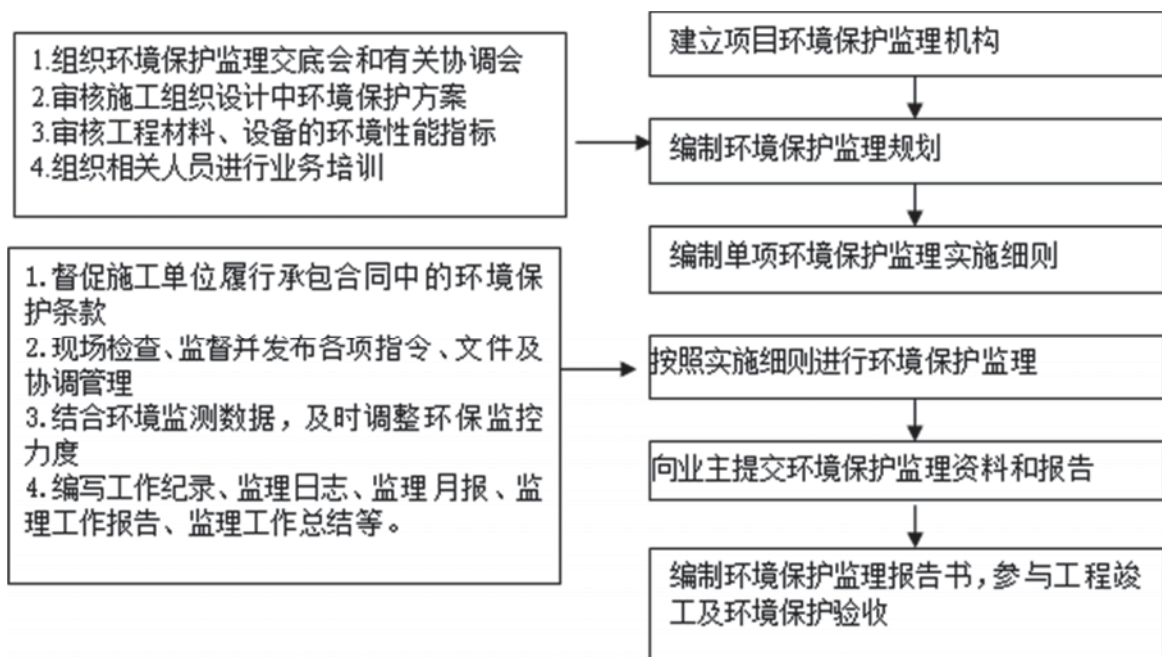 1.组织环境保护监理交底会和有关协调会
2.审核施工组织设计中环境保护方案
3.审核工程材料、设备的环境性能指标
4.组织相关人员进行业务培训
1.督促施工单位履行承包合同中的环境保
护条款
2.现场检查、监督并发布各项指令、文件及
协调管理
3.结合环境监测数据，及时调整环保监控
力度
4.编写工作纪录、监理日志、监理月报、监
理工作报告、监理工作总结等。
建立项目环境保护监理机构
编制环境保护监理规划
编制单项环境保护监理实施细则
按照实施细则进行环境保护监理
向业主提交环境保护监理资料和报告
编制环境保护监理报告书，参与工程竣
工及环境保护验收